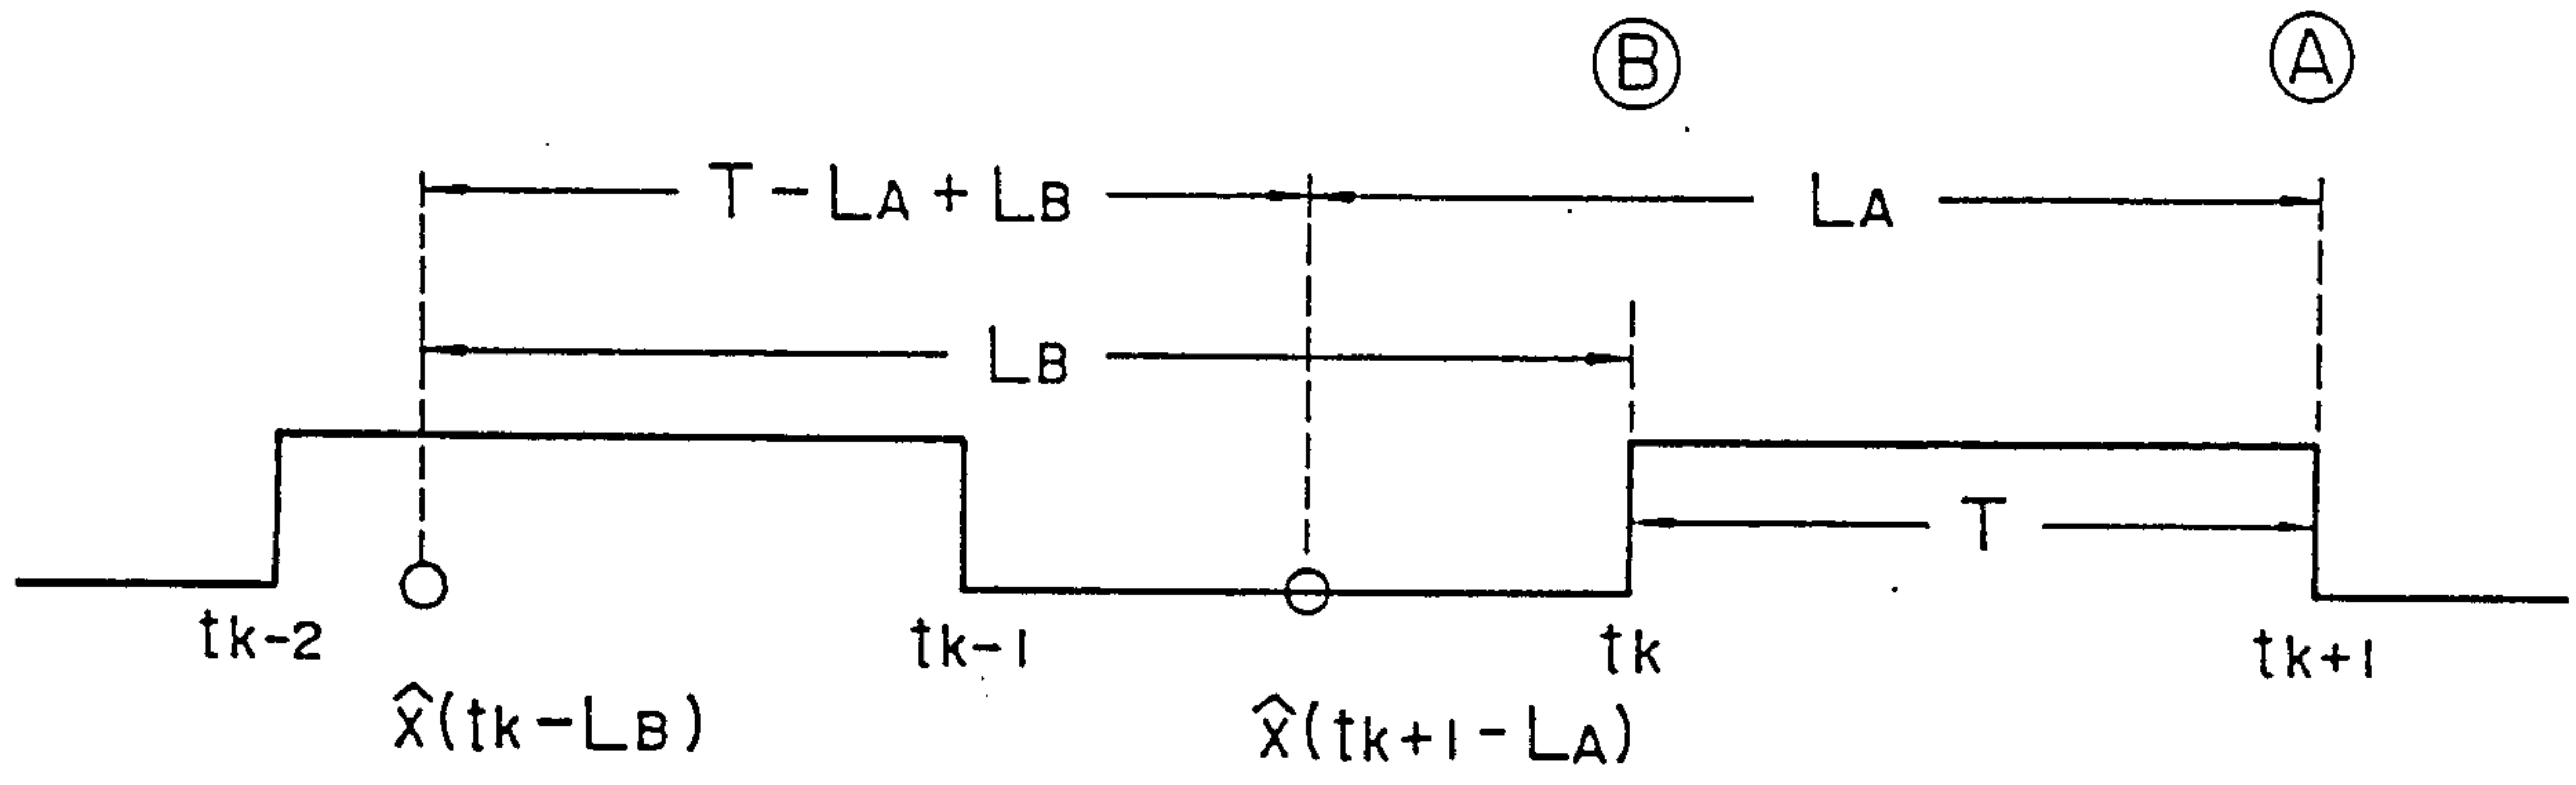 B A
T - LA + LB LA
LB
T
tk-2 tk-1 tk tk+1
x̂(tk-LB) x̂(tk+1-LA)